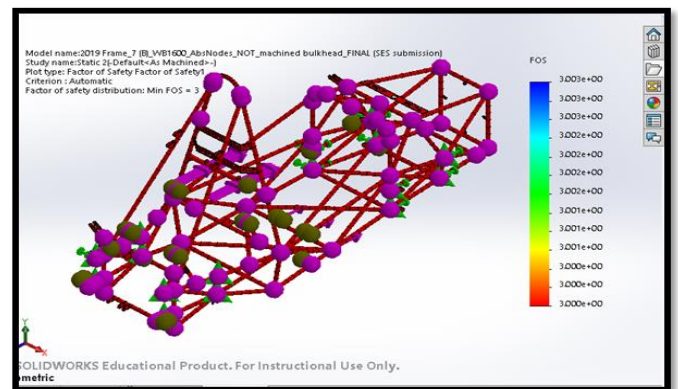 Model name:2019 Frame_7 (B)_WB1600_AbsNodes_NOT_machined bulkhead_FINAL (SES submission)
Study name:Static 2(-Default<As Machined>-)
Plot type: Factor of Safety Factor of Safety1
Criterion : Automatic
Factor of safety distribution: Min FOS = 3
FOS
3.003e+00
3.003e+00
3.003e+00
3.002e+00
3.002e+00
3.002e+00
3.002e+00
3.001e+00
3.001e+00
3.001e+00
3.000e+00
3.000e+00
3.000e+00
Y
X
SOLIDWORKS Educational Product. For Instructional Use Only.
ometric